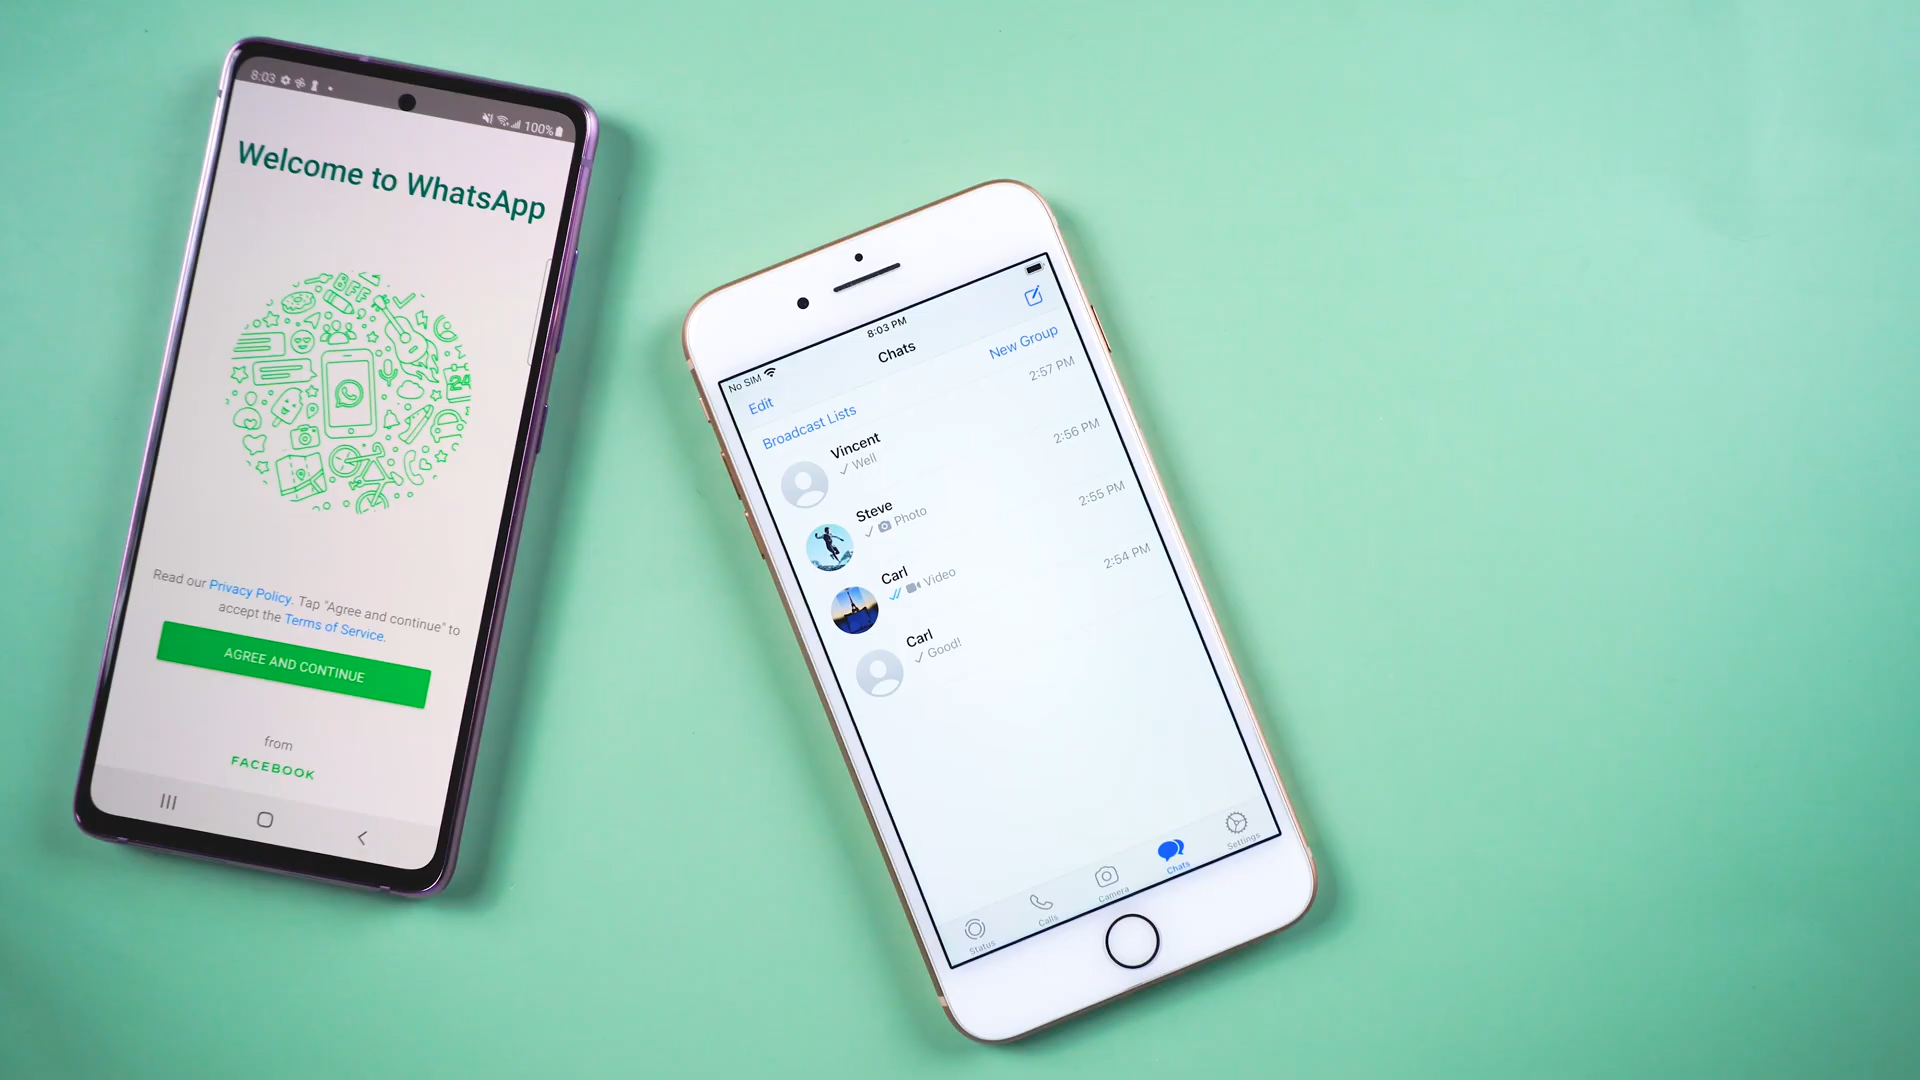 8:03
100%
Welcome to WhatsApp
BFF
24
Read our Privacy Policy. Tap "Agree and continue" to
accept the Terms of Service.
AGREE AND CONTINUE
from
FACEBOOK
No SIM
8:03 PM
Edit
Chats
Broadcast Lists
New Group
Vincent
2:57 PM
✓ Well
Steve
2:56 PM
✓ Photo
Carl
2:55 PM
✓✓ Video
Carl
2:54 PM
✓ Good!
Status
Calls
Camera
Chats
Settings